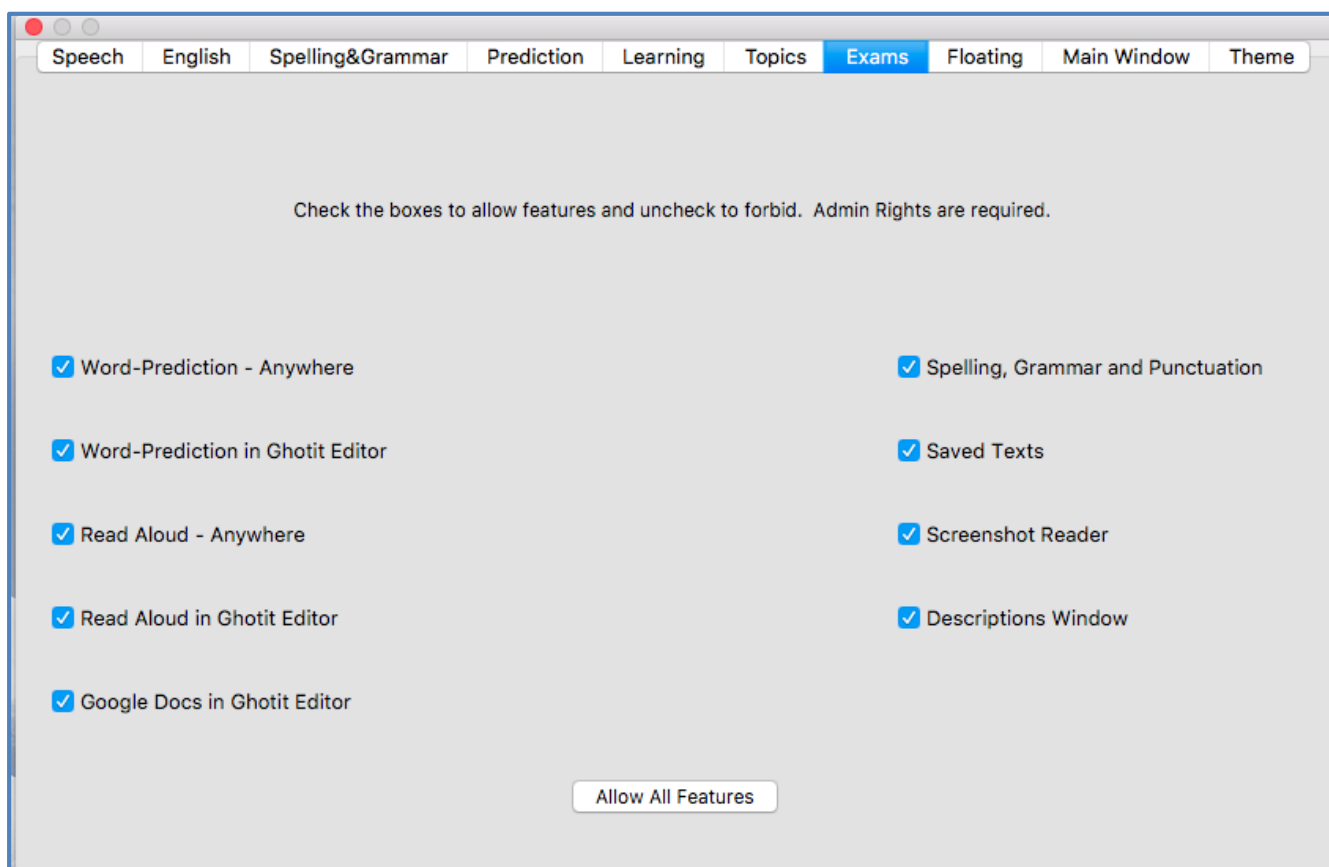 Speech English Spelling&Grammar Prediction Learning Topics Exams Floating Main Window Theme
Check the boxes to allow features and uncheck to forbid.  Admin Rights are required.
Word-Prediction - Anywhere
Spelling, Grammar and Punctuation
Word-Prediction in Ghotit Editor
Saved Texts
Read Aloud - Anywhere
Screenshot Reader
Read Aloud in Ghotit Editor
Descriptions Window
Google Docs in Ghotit Editor
Allow All Features